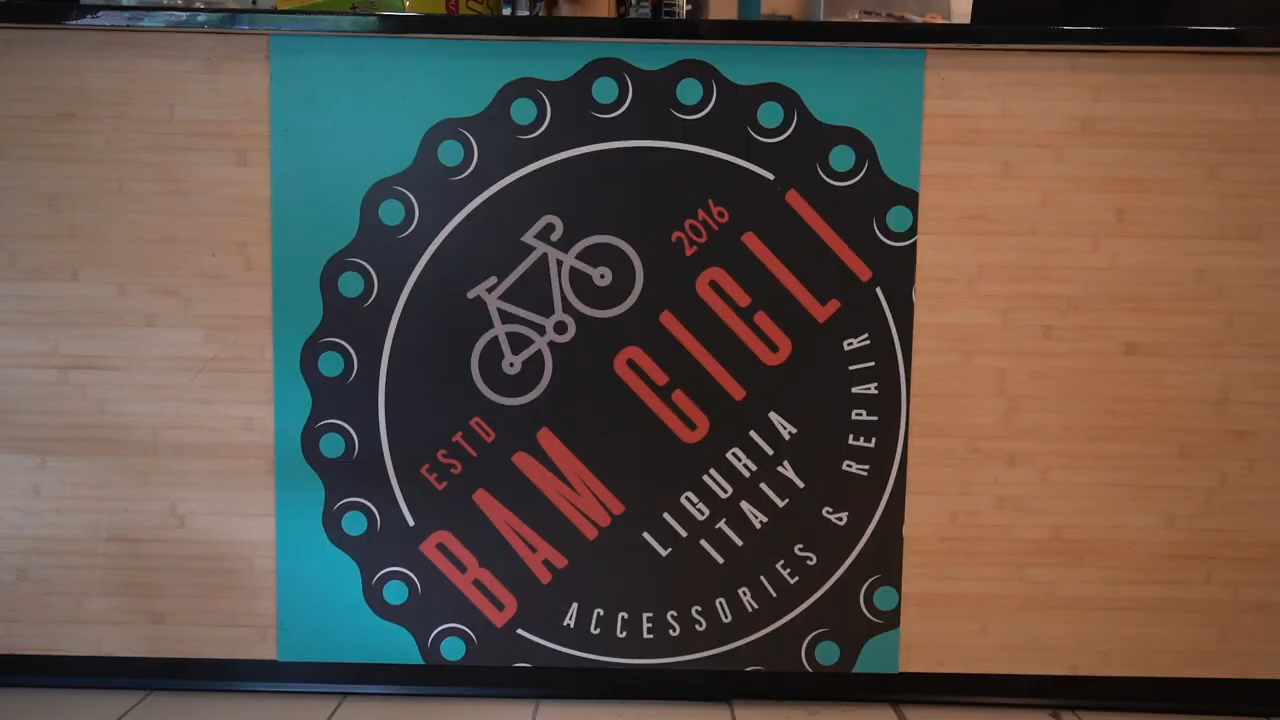 ESTD 2016
BAM CICLI
LIGURIA
ITALY
ACCESSORIES & REPAIR